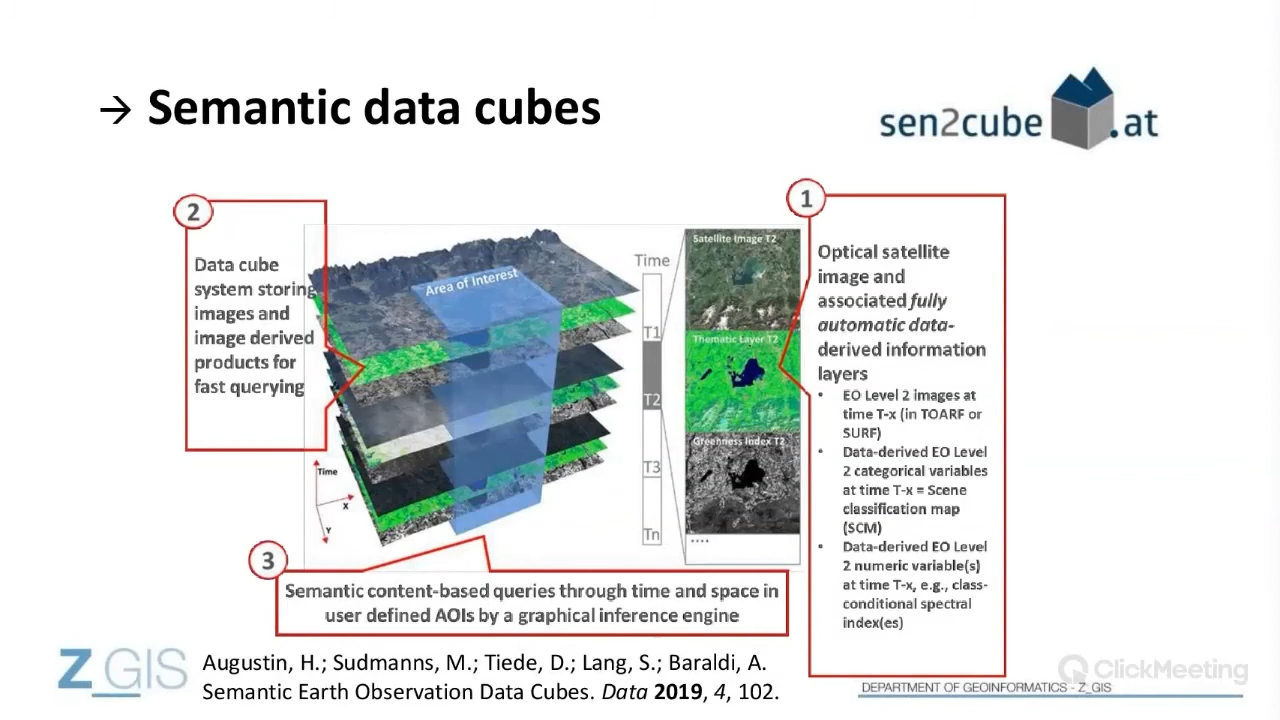 → Semantic data cubes
sen2cube.at
2
Data cube
system storing
images and
image derived
products for
fast querying
Area of Interest
Time
X
Y
Time
T1
T2
T3
Tn
Satellite Image T2
Thematic Layer T2
Greenness Index T2
....
1
Optical satellite
image and
associated fully
automatic data-
derived information
layers
• EO Level 2 images at
time T-x (in TOARF or
SURF)
• Data-derived EO Level
2 categorical variables
at time T-x = Scene
classification map
(SCM)
• Data-derived EO Level
2 numeric variable(s)
at time T-x, e.g., class-
conditional spectral
index(es)
3
Semantic content-based queries through time and space in
user defined AOIs by a graphical inference engine
Z_GIS
Augustin, H.; Sudmanns, M.; Tiede, D.; Lang, S.; Baraldi, A.
Semantic Earth Observation Data Cubes. Data 2019, 4, 102.
ClickMeeting
DEPARTMENT OF GEOINFORMATICS - Z_GIS